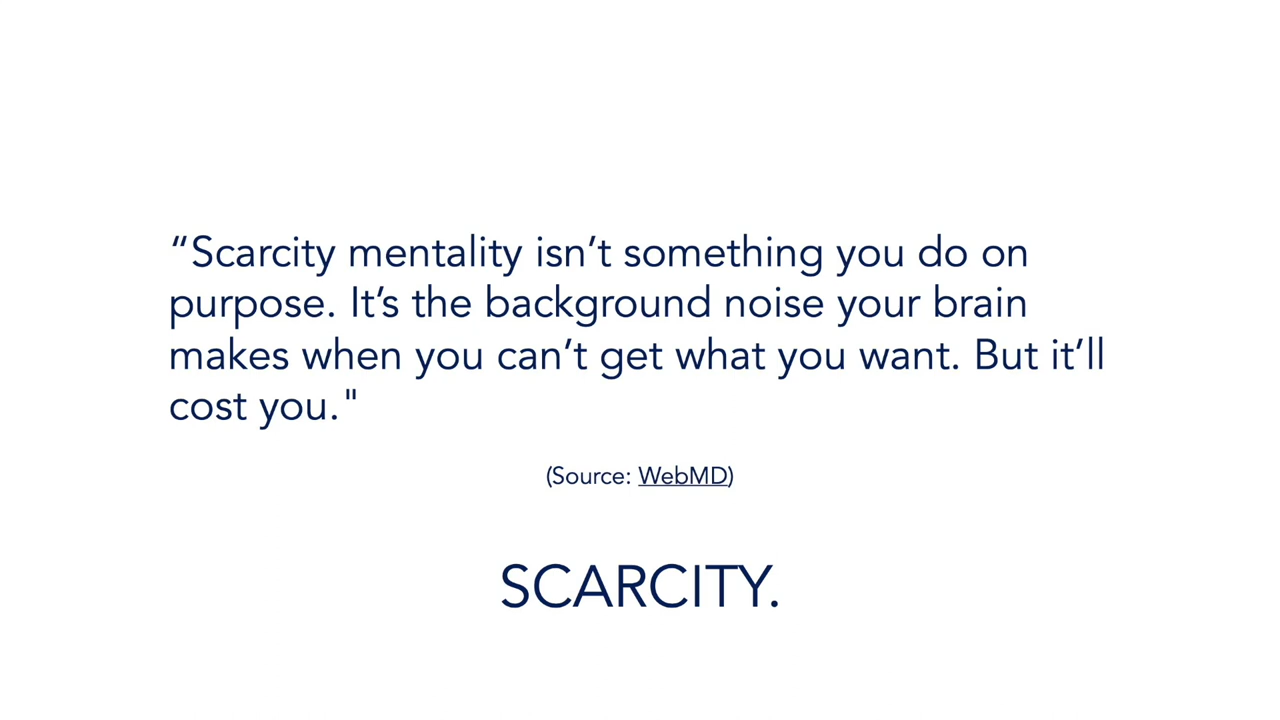 “Scarcity mentality isn’t something you do on
purpose. It’s the background noise your brain
makes when you can’t get what you want. But it’ll
cost you."
(Source: WebMD)
SCARCITY.